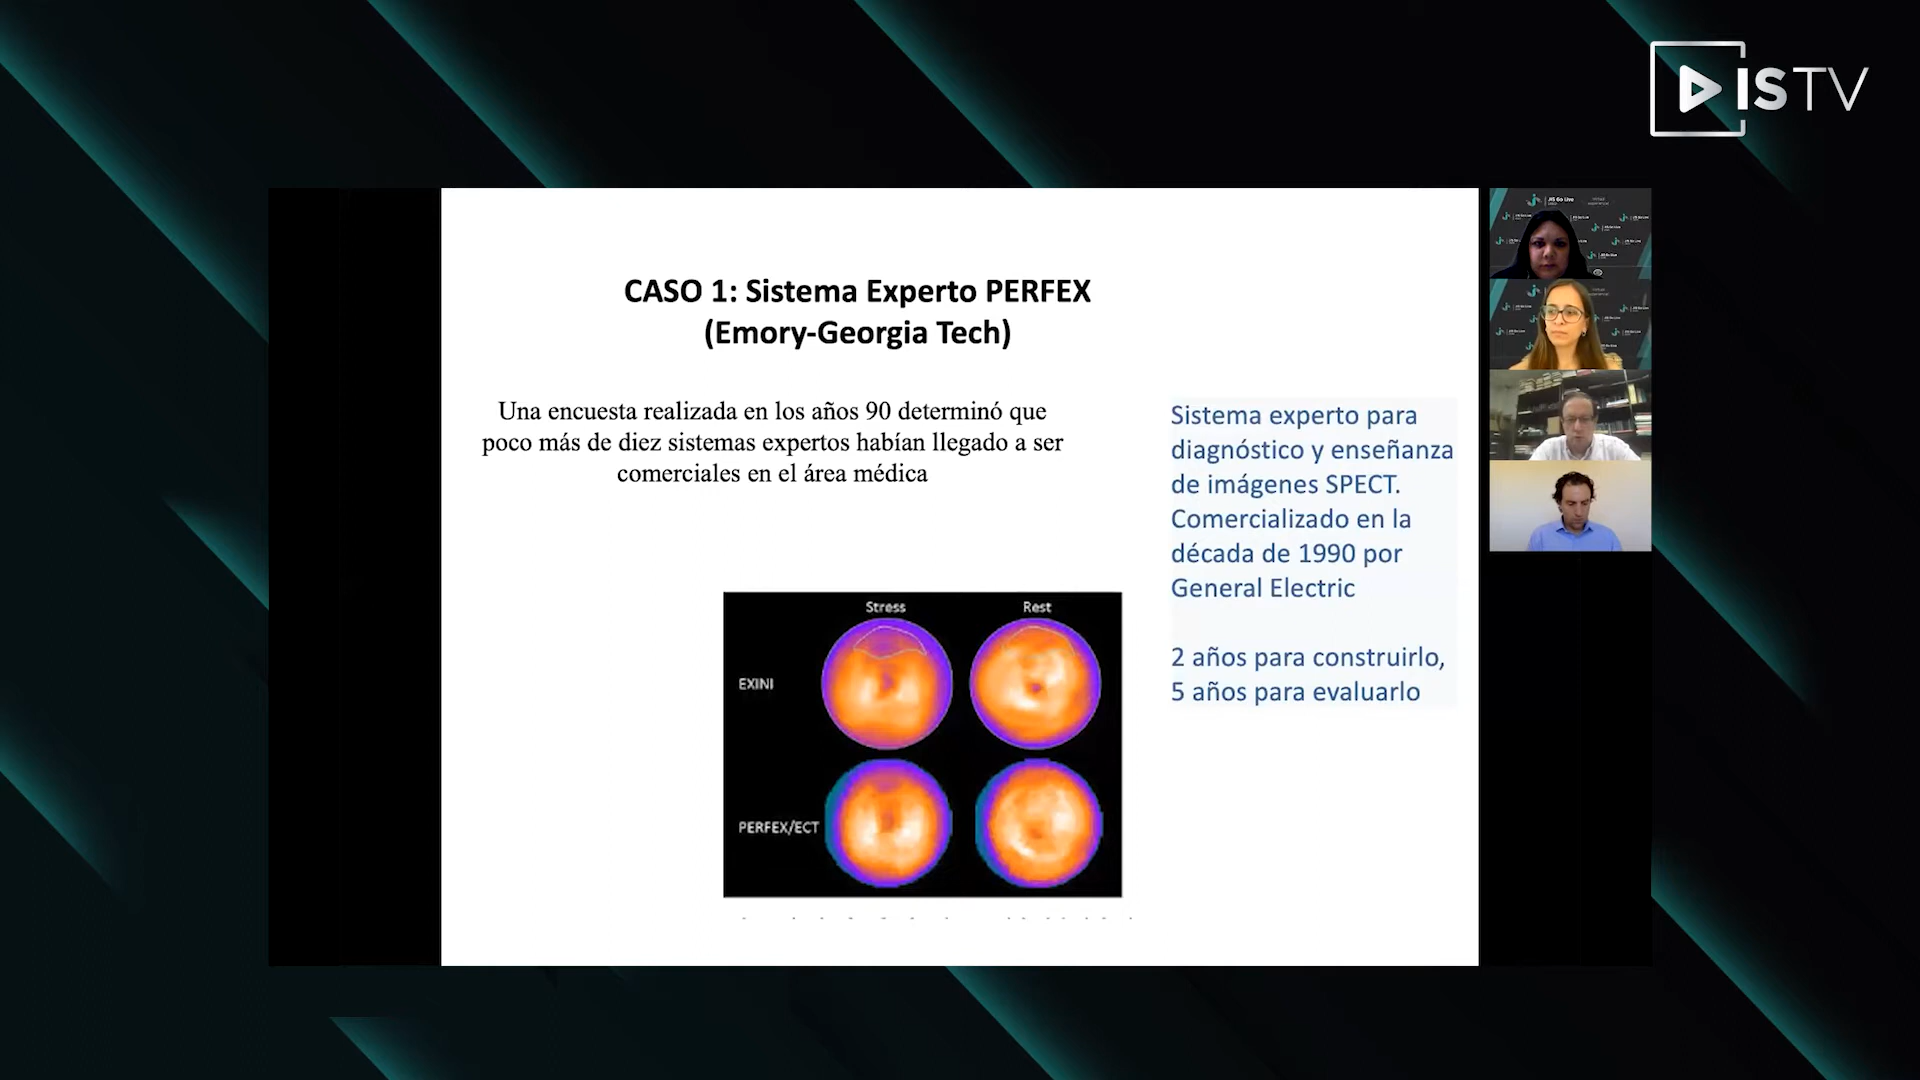 ISTV
CASO 1: Sistema Experto PERFEX
(Emory-Georgia Tech)
Una encuesta realizada en los años 90 determinó que
poco más de diez sistemas expertos habían llegado a ser
comerciales en el área médica
Sistema experto para
diagnóstico y enseñanza
de imágenes SPECT.
Comercializado en la
década de 1990 por
General Electric
2 años para construirlo,
5 años para evaluarlo
Stress Rest
EXINI
PERFEX/ECT